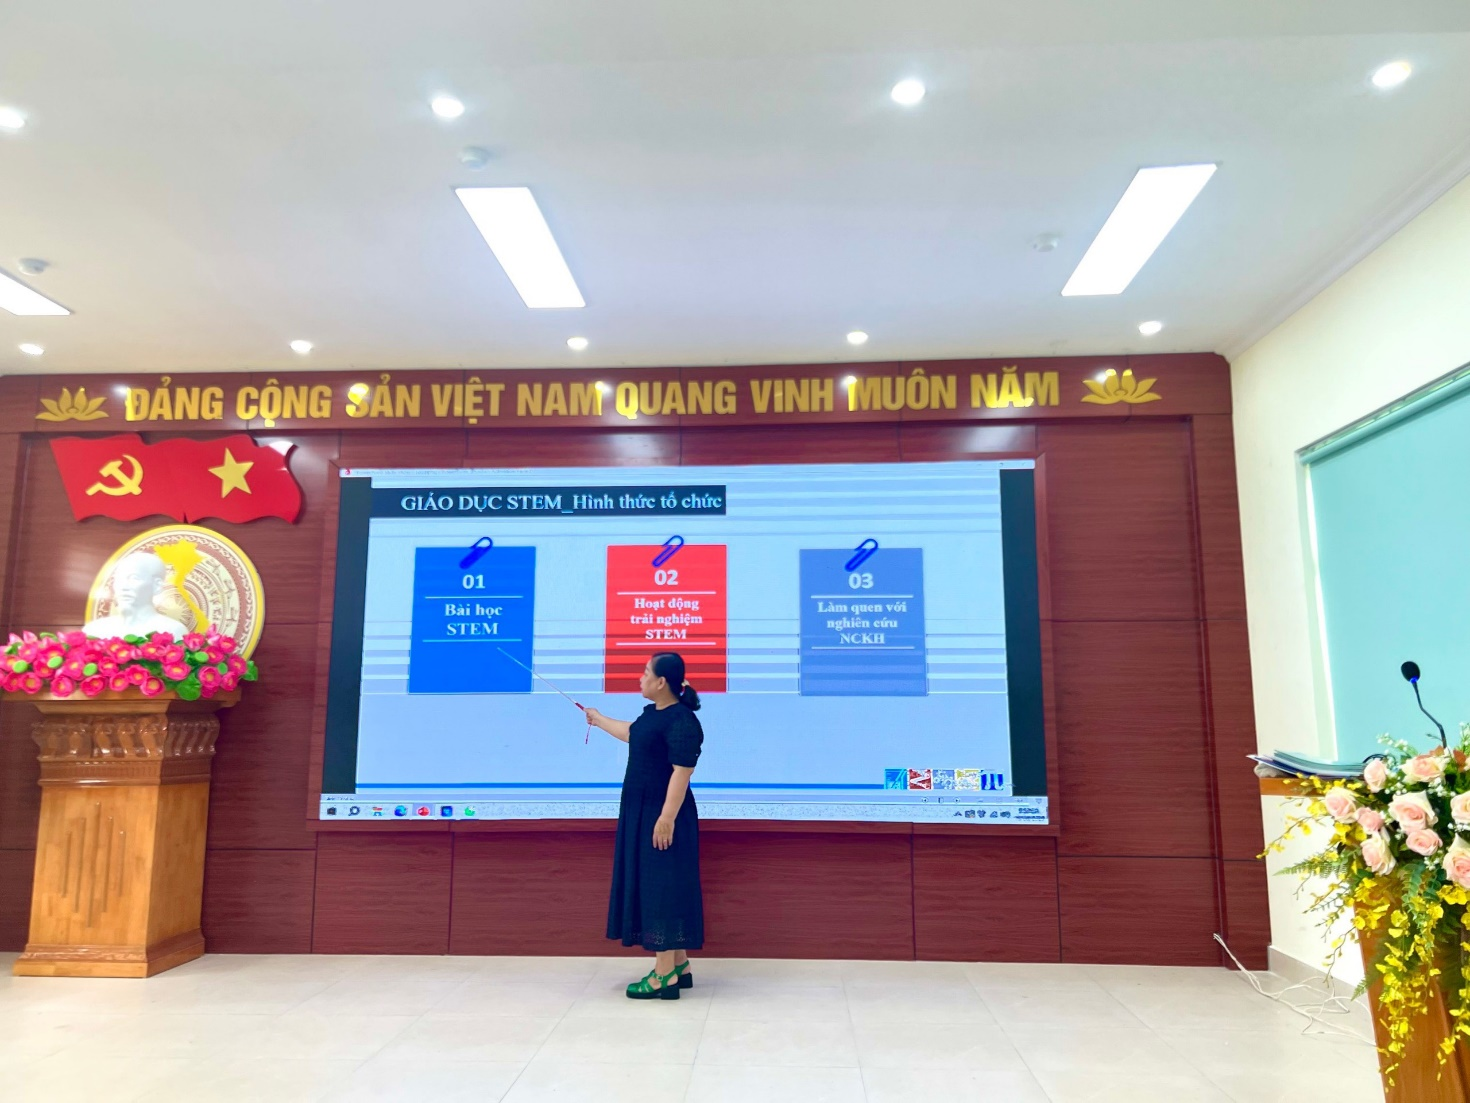 ĐẢNG CỘNG SẢN VIỆT NAM QUANG VINH MUÔN NĂM
GIÁO DỤC STEM_Hình thức tổ chức
01
Bài học
STEM
02
Hoạt động
trải nghiệm
STEM
03
Làm quen với
nghiên cứu
NCKH